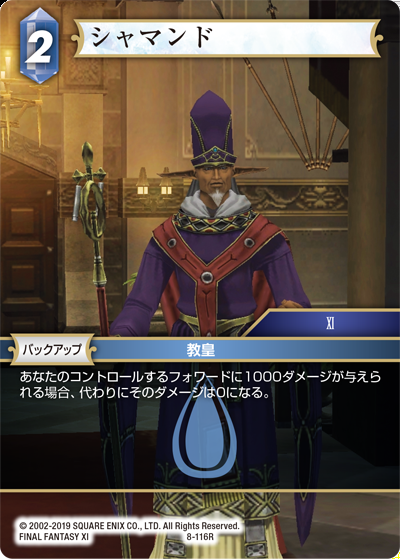 2
シャマンド
XI
バックアップ
教皇
あなたのコントロールするフォワードに1000ダメージが与えら
れる場合、代わりにそのダメージは0になる。
© 2002-2019 SQUARE ENIX CO., LTD. All Rights Reserved.
FINAL FANTASY XI
8-116R